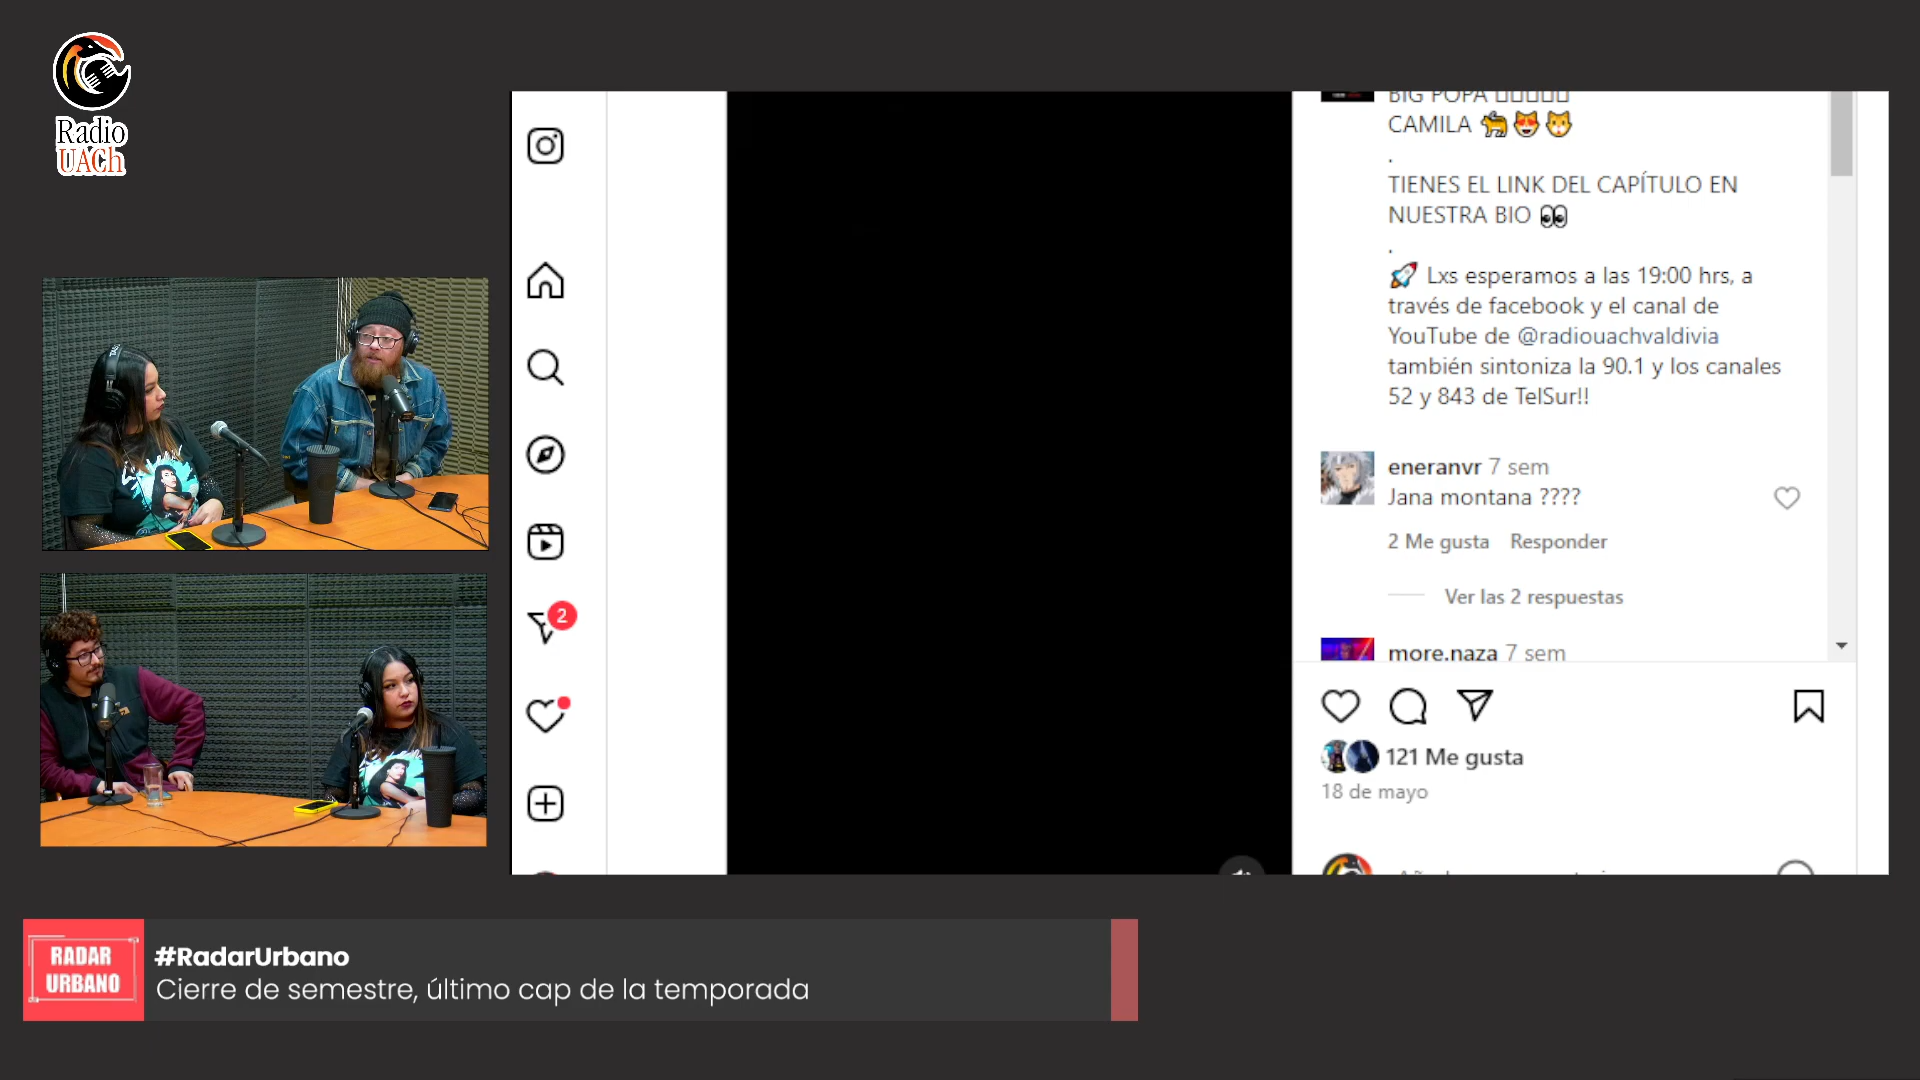 Radio
UACh
BIG POPA
CAMILA 🐆😻🐱
.
TIENES EL LINK DEL CAPÍTULO EN
NUESTRA BIO 👀
.
🚀 Lxs esperamos a las 19:00 hrs, a
través de facebook y el canal de
YouTube de @radiouachvaldivia
también sintoniza la 90.1 y los canales
52 y 843 de TelSur!!
eneranvr 7 sem
Jana montana ????
2 Me gusta Responder
Ver las 2 respuestas
more.naza 7 sem
2
121 Me gusta
18 de mayo
RADAR
URBANO
#RadarUrbano
Cierre de semestre, último cap de la temporada